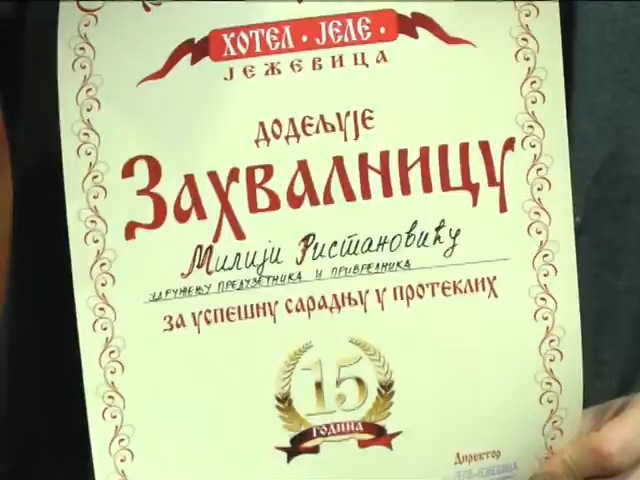 ХОТЕЛ • ЈЕЛЕ •
ЈЕЖЕВИЦА
ДОДЕЉУЈЕ
ЗАХВАЛНИЦУ
Милији Ристановићу
УДРУЖЕЊУ ПРЕДУЗЕТНИКА И ПРИВРЕДНИКА
ЗА УСПЕШНУ САРАДЊУ У ПРОТЕКЛИХ
15
ГОДИНА
Директор